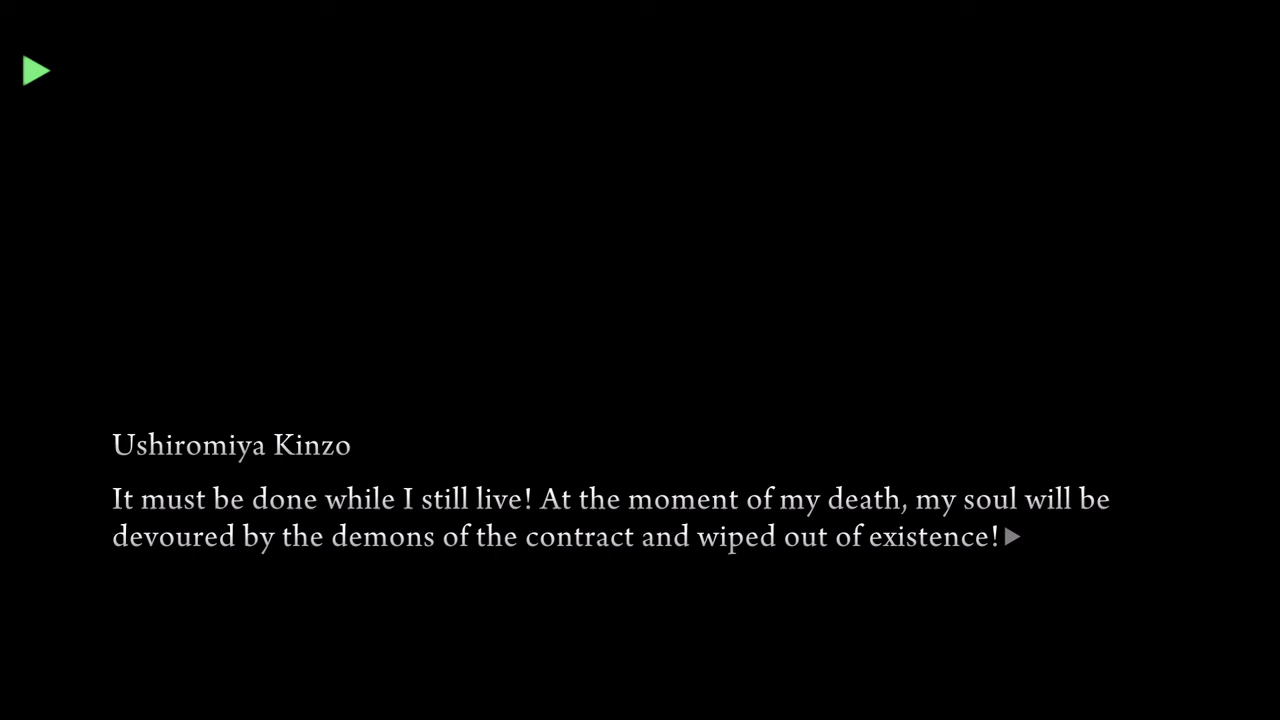 Ushiromiya Kinzo
It must be done while I still live! At the moment of my death, my soul will be
devoured by the demons of the contract and wiped out of existence!